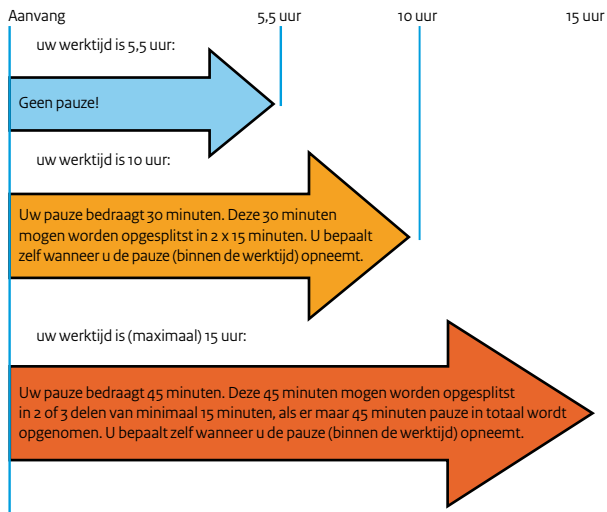 Aanvang 5,5 uur 10 uur 15 uur
uw werktijd is 5,5 uur:
Geen pauze!
uw werktijd is 10 uur:
Uw pauze bedraagt 30 minuten. Deze 30 minuten
mogen worden opgesplitst in 2 x 15 minuten. U bepaalt
zelf wanneer u de pauze (binnen de werktijd) opneemt.
uw werktijd is (maximaal) 15 uur:
Uw pauze bedraagt 45 minuten. Deze 45 minuten mogen worden opgesplitst
in 2 of 3 delen van minimaal 15 minuten, als er maar 45 minuten pauze in totaal wordt
opgenomen. U bepaalt zelf wanneer u de pauze (binnen de werktijd) opneemt.